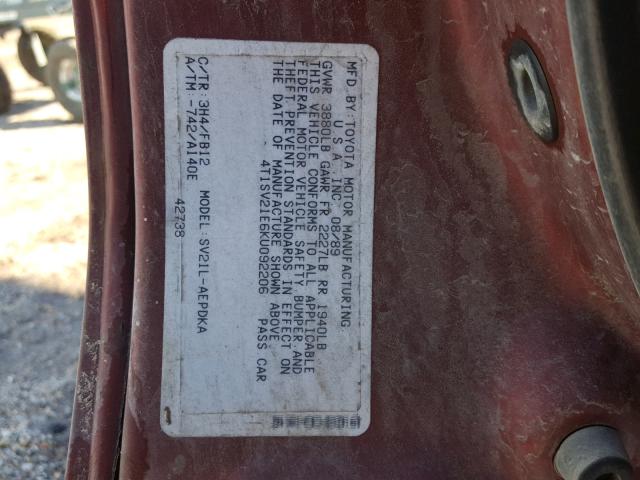 MFD BY: TOYOTA MOTOR MANUFACTURING.
U S A, INC. 08/89
GVWR 3880LB GAWR FR 2227LB RR 1940LB
THIS VEHICLE CONFORMS TO ALL APPLICABLE
FEDERAL MOTOR VEHICLE SAFETY,BUMPER,AND
THEFT PREVENTION STANDARDS IN EFFECT ON
THE DATE OF MANUFACTURE SHOWN ABOVE.
4T1SV21E6KU092206 PASS CAR
C/TR: 3H4/FB12 MODEL: SV21L-AEPDKA
A/TM: -742/A140E
42738